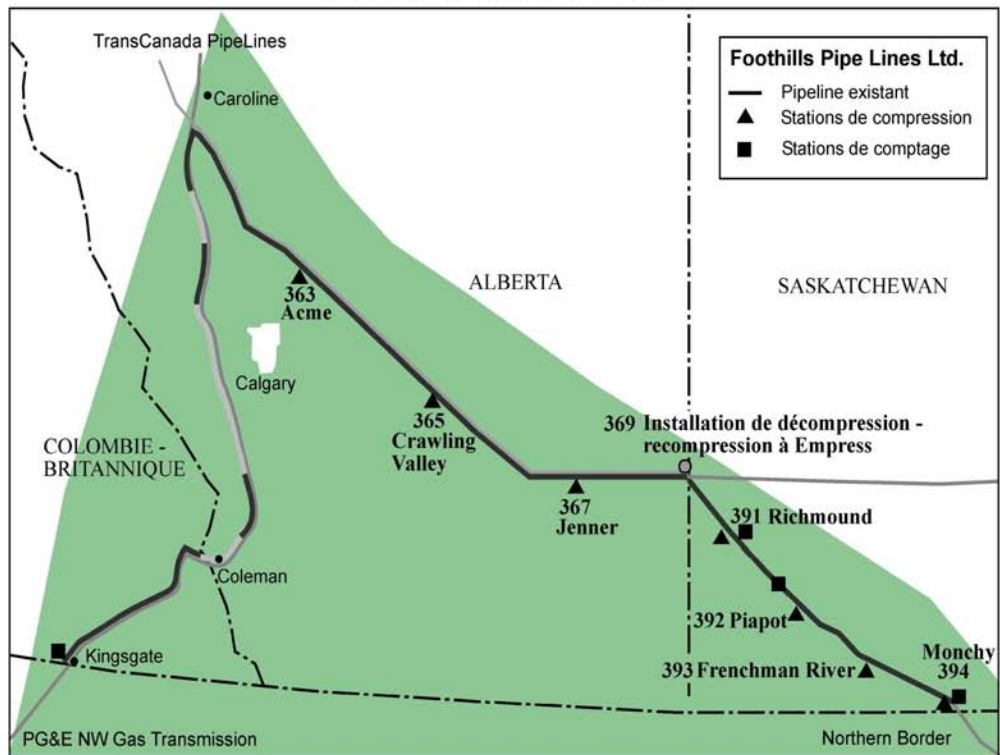 TransCanada PipeLines
Caroline
Foothills Pipe Lines Ltd.
Pipeline existant
Stations de compression
Stations de comptage
ALBERTA
SASKATCHEWAN
363
Acme
Calgary
365
Crawling
Valley
369 Installation de décompression -
recompression à Empress
COLOMBIE -
BRITANNIQUE
367
Jenner
391 Richmound
Coleman
392 Piapot
393 Frenchman River
Monchy
394
Kingsgate
PG&E NW Gas Transmission
Northern Border